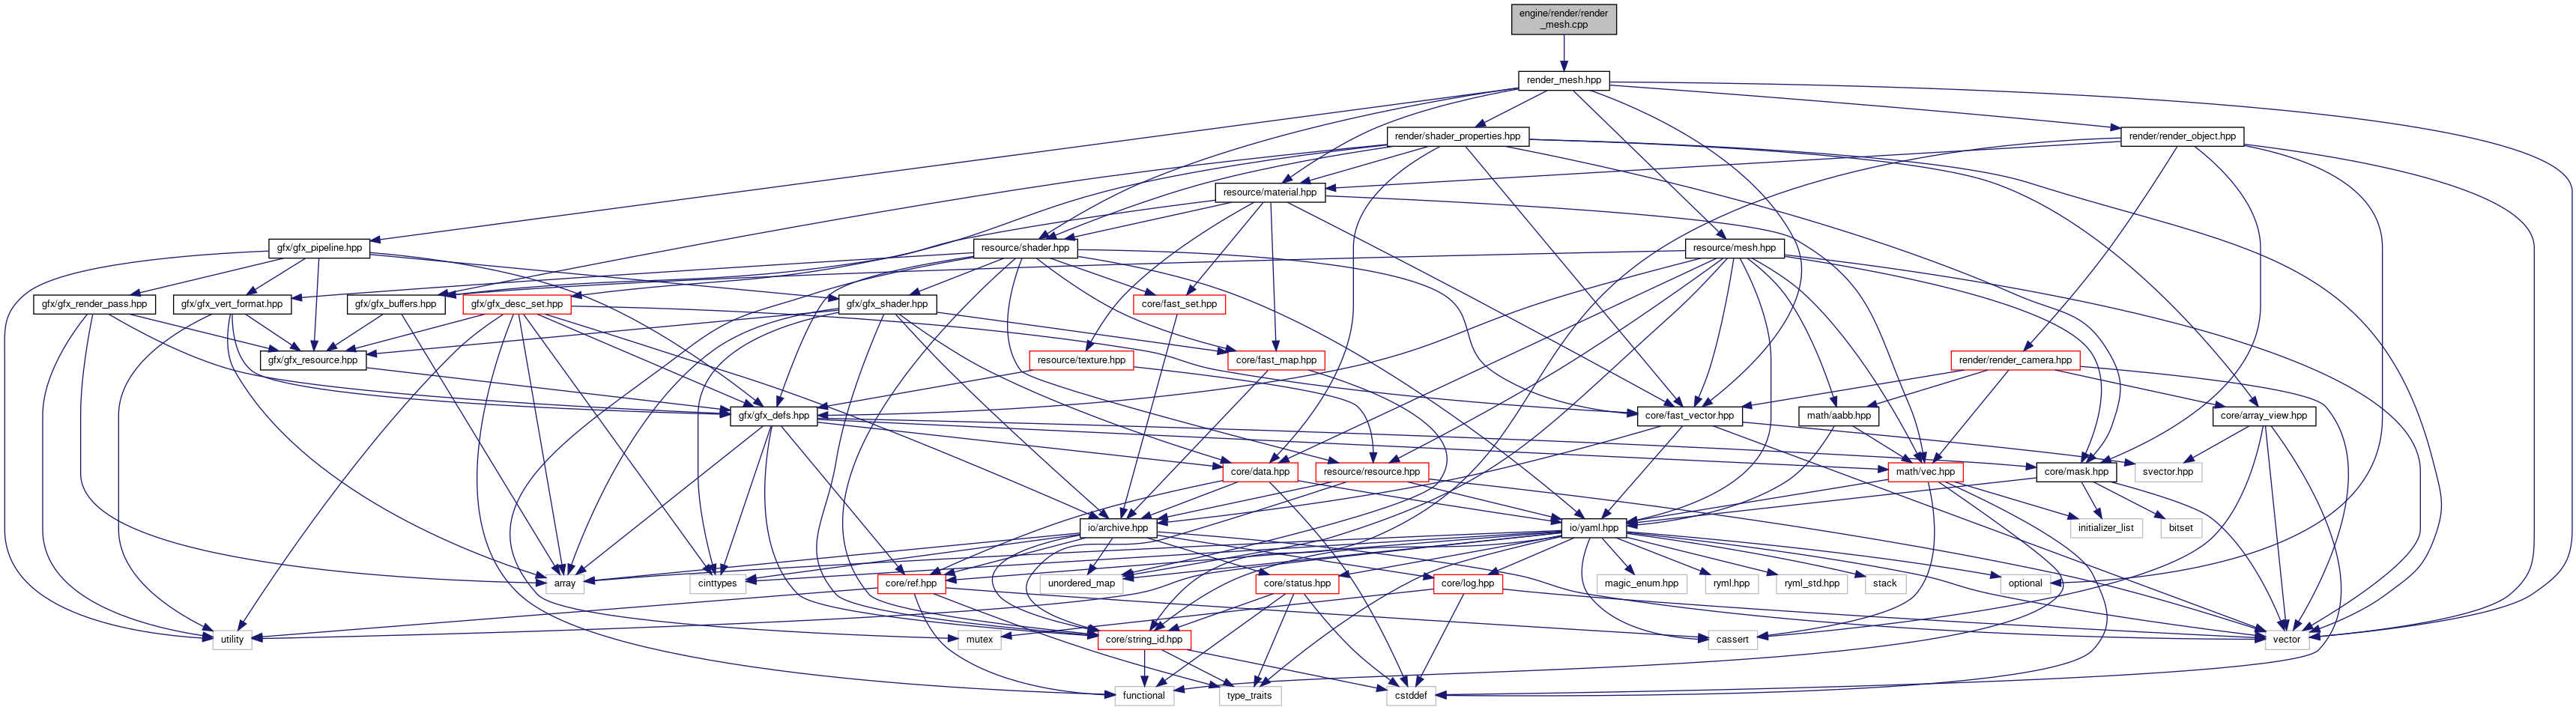 engine/render/render
_mesh.cpp
render_mesh.hpp
render/shader_properties.hpp
render/render_object.hpp
resource/material.hpp
gfx/gfx_pipeline.hpp
resource/shader.hpp
resource/mesh.hpp
gfx/gfx_render_pass.hpp
gfx/gfx_vert_format.hpp
gfx/gfx_buffers.hpp
gfx/gfx_desc_set.hpp
gfx/gfx_shader.hpp
core/fast_set.hpp
gfx/gfx_resource.hpp
resource/texture.hpp
core/fast_map.hpp
render/render_camera.hpp
gfx/gfx_defs.hpp
core/fast_vector.hpp
math/aabb.hpp
core/array_view.hpp
core/data.hpp
resource/resource.hpp
math/vec.hpp
core/mask.hpp
svector.hpp
io/archive.hpp
io/yaml.hpp
initializer_list
bitset
array
cinttypes
core/ref.hpp
unordered_map
core/status.hpp
core/log.hpp
magic_enum.hpp
ryml.hpp
ryml_std.hpp
stack
optional
utility
mutex
core/string_id.hpp
cassert
vector
functional
type_traits
cstddef